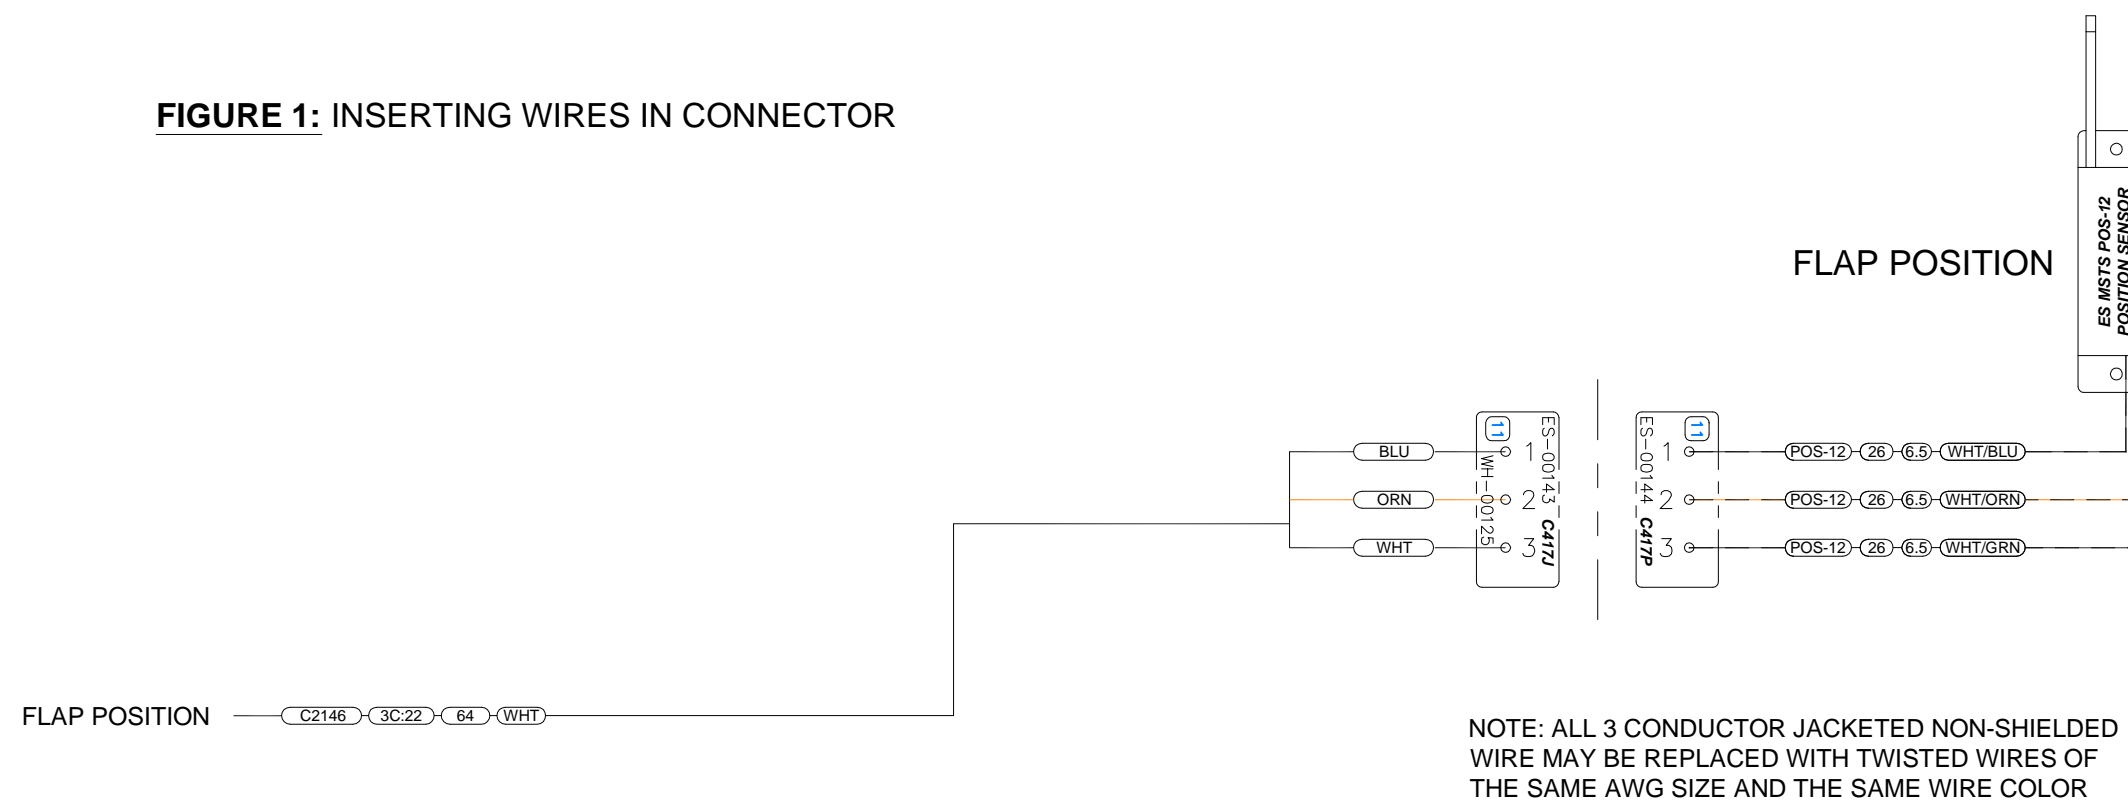 FIGURE 1: INSERTING WIRES IN CONNECTOR
ES MSTS POS-12
POSITION SENSOR
FLAP POSITION
BLU
ORN
WHT
11
1
2
3
WH-00125
ES-00143 C417J
ES-00144 C417P
11
1
2
3
POS-12 26 6.5 WHT/BLU
POS-12 26 6.5 WHT/ORN
POS-12 26 6.5 WHT/GRN
FLAP POSITION C2146 3C:22 64 WHT
NOTE: ALL 3 CONDUCTOR JACKETED NON-SHIELDED
WIRE MAY BE REPLACED WITH TWISTED WIRES OF
THE SAME AWG SIZE AND THE SAME WIRE COLOR